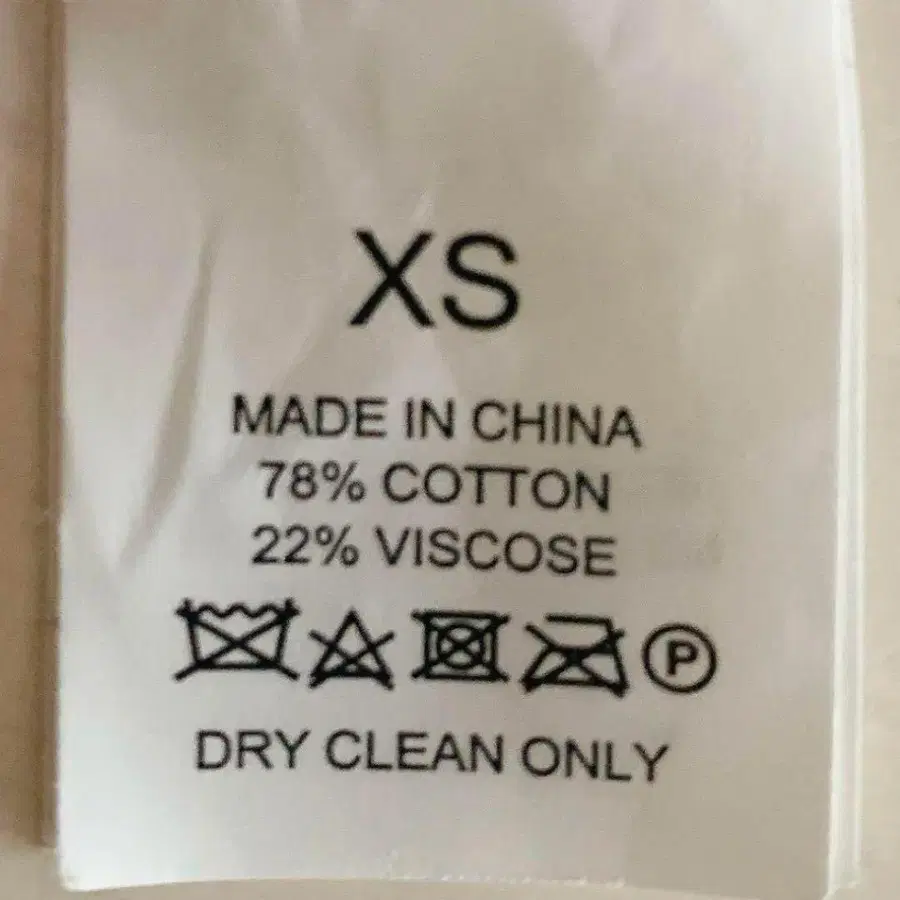 XS
MADE IN CHINA
78% COTTON
22% VISCOSE
P
DRY CLEAN ONLY